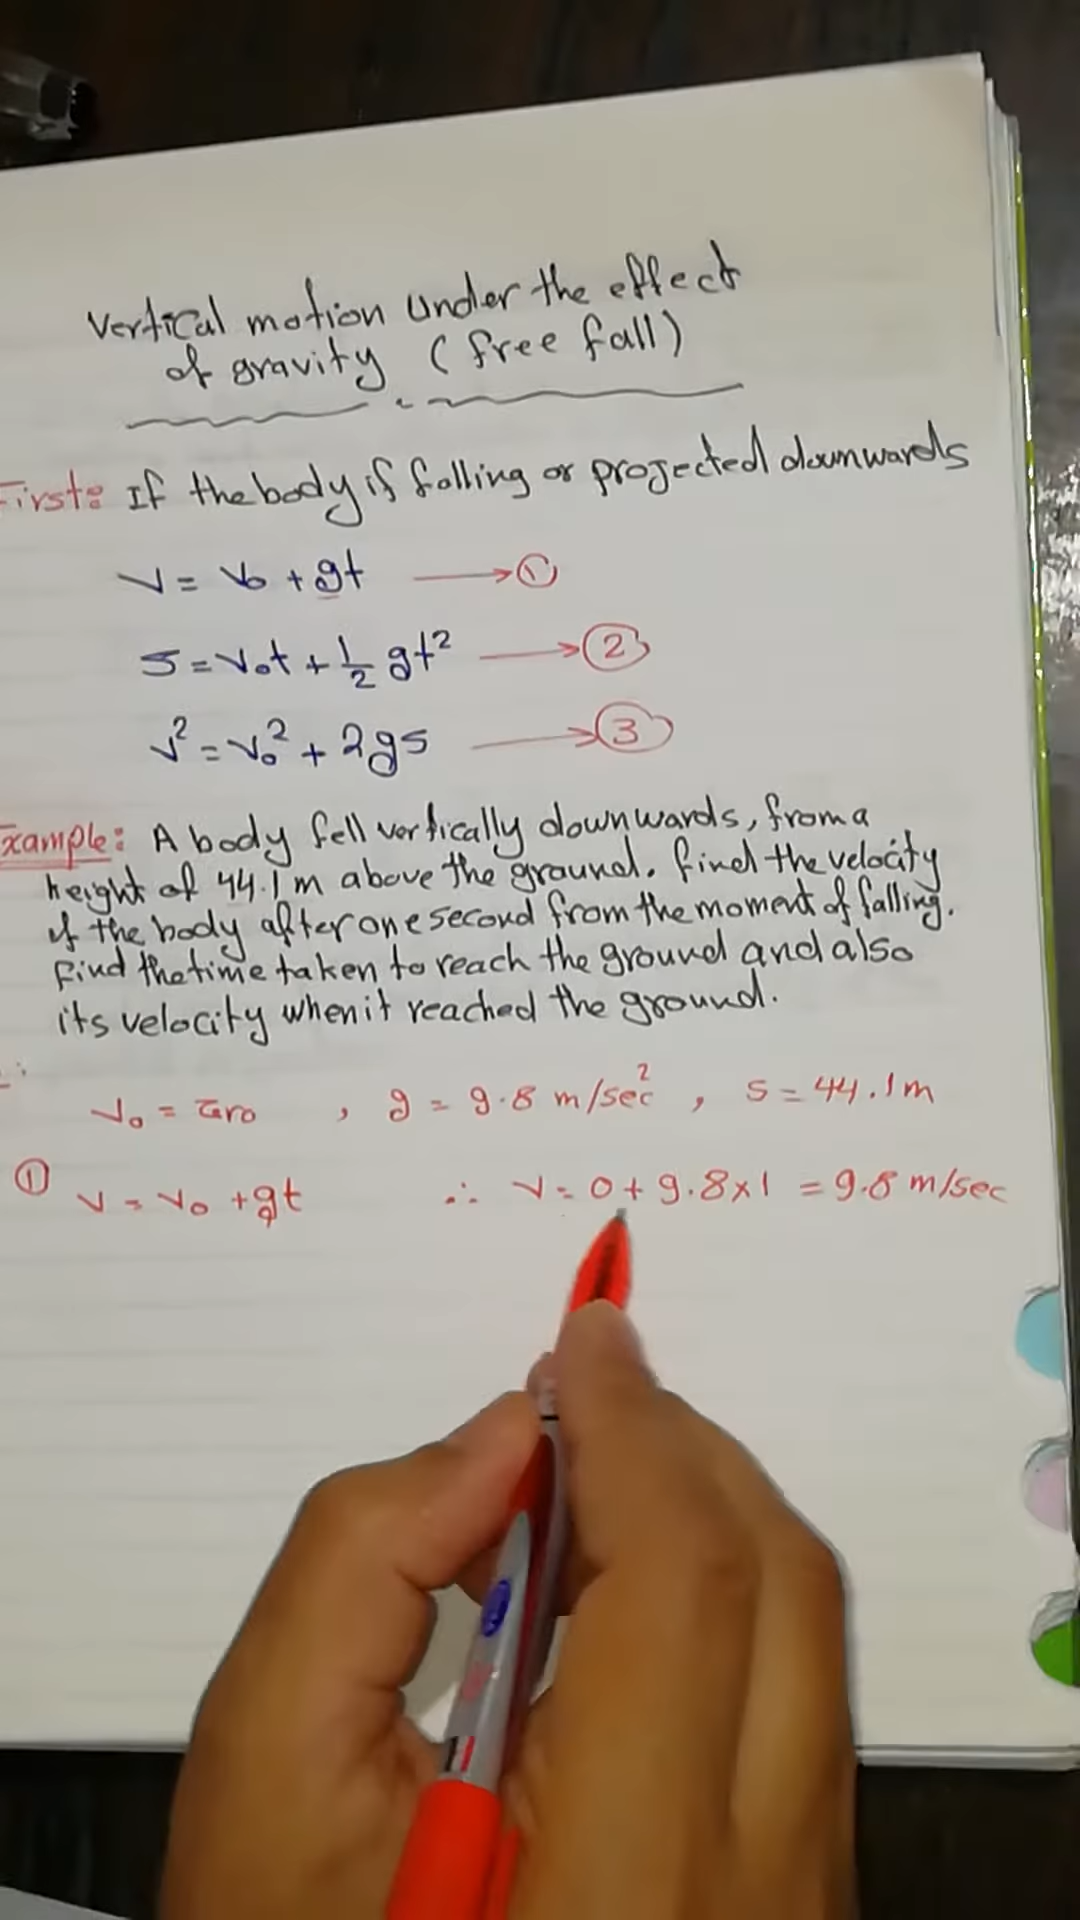 Vertical motion under the effect
of gravity (free fall)
First: If the body if falling or projected downwards
V = V₀ + gt → ①
S = V₀t + 1/2 gt² → ②
V² = V₀² + 2gs → ③
Example: A body fell vertically downwards, from a
height of 44.1 m above the ground. find the velocity
of the body after one second from the moment of falling.
Find the time taken to reach the ground and also
its velocity when it reached the ground.
V₀ = zero , g = 9.8 m/sec² , S = 44.1m
① V = V₀ + gt ∴ V = 0 + 9.8 × 1 = 9.8 m/sec